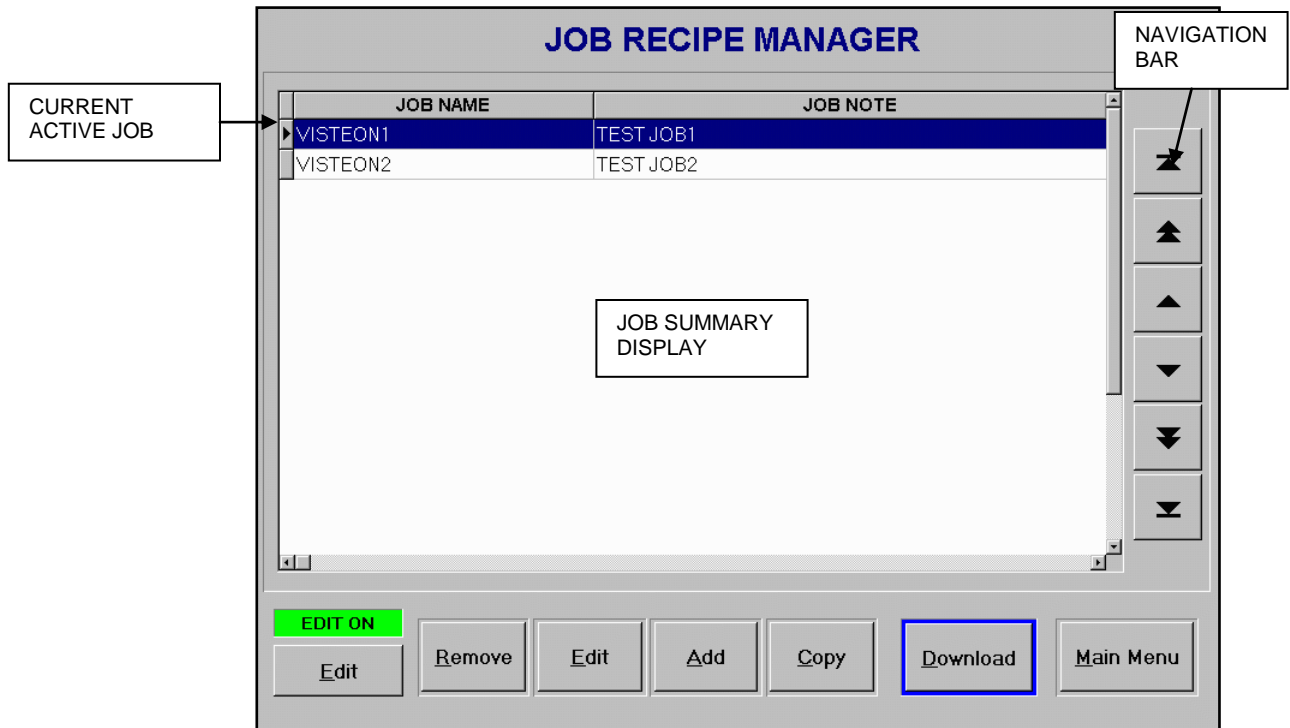 JOB RECIPE MANAGER
NAVIGATION
BAR
CURRENT
ACTIVE JOB
JOB NAME JOB NOTE
VISTEON1 TEST JOB1
VISTEON2 TEST JOB2
JOB SUMMARY
DISPLAY
EDIT ON
Edit
Remove
Edit
Add
Copy
Download
Main Menu